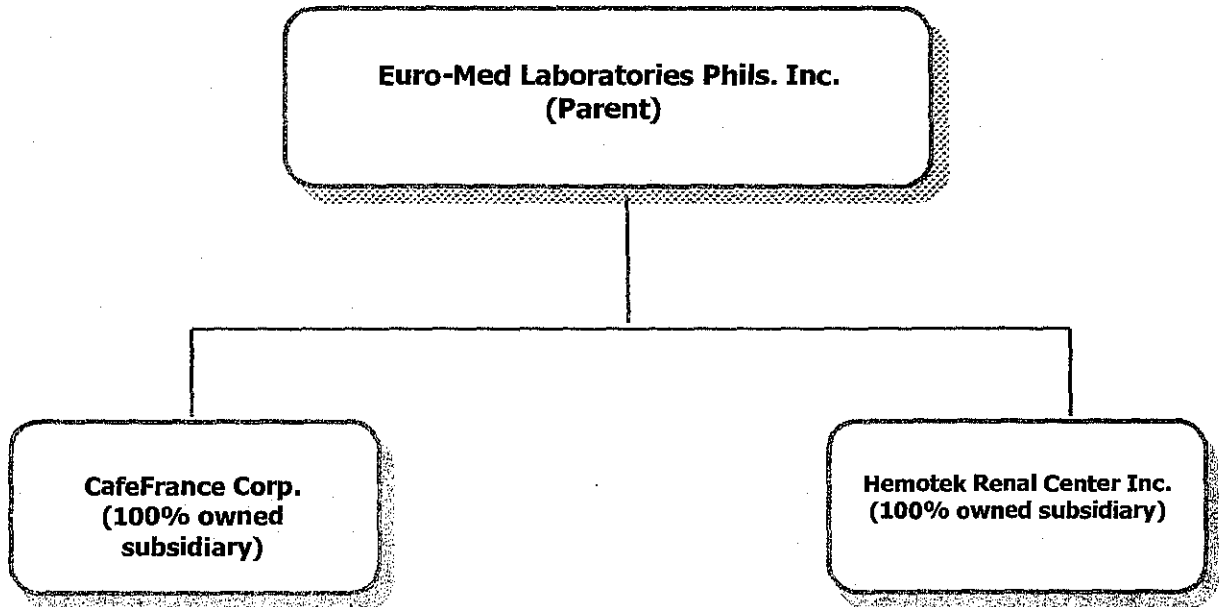 Euro-Med Laboratories Phils. Inc.
(Parent)
CafeFrance Corp.
(100% owned
subsidiary)
Hemotek Renal Center Inc.
(100% owned subsidiary)